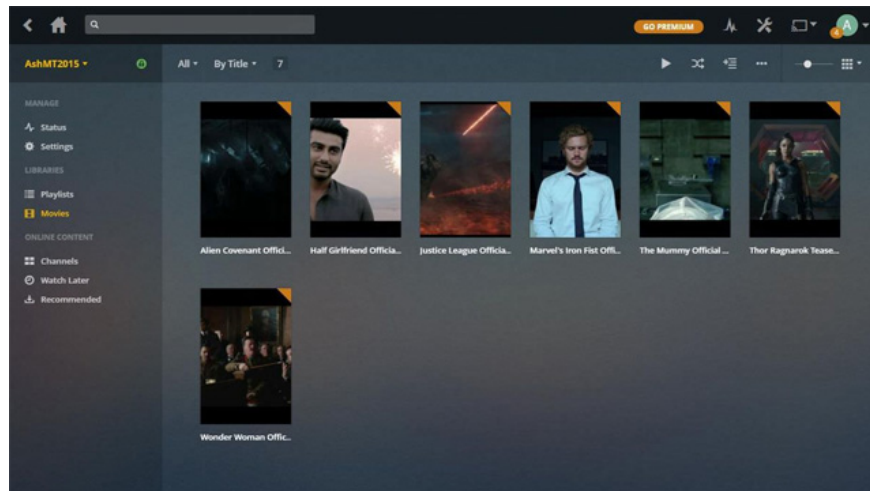 GO PREMIUM
A
4
AshMT2015
All
By Title
7
MANAGE
Status
Settings
LIBRARIES
Playlists
Movies
ONLINE CONTENT
Channels
Watch Later
Recommended
Alien Covenant Offici...
Half Girlfriend Officia...
Justice League Officia...
Marvel's Iron Fist Offi...
The Mummy Official ...
Thor Ragnarok Tease...
Wonder Woman Offic...